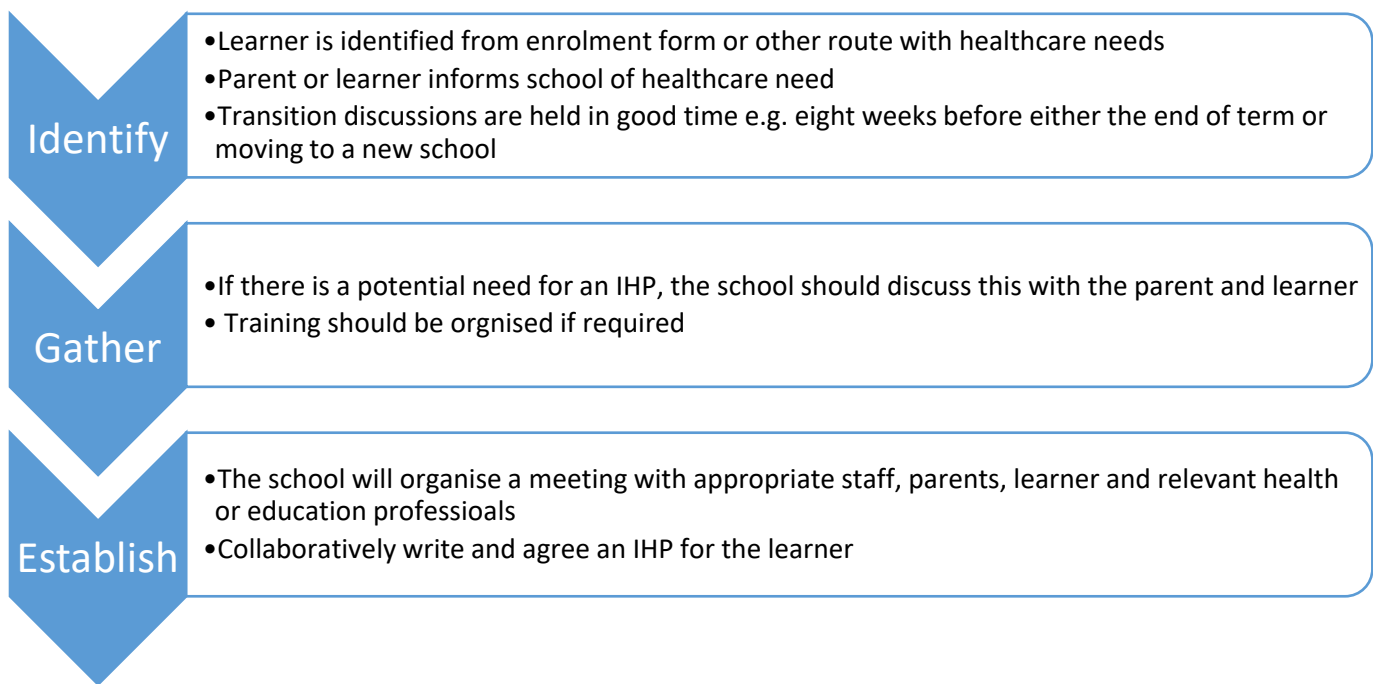 Identify
•Learner is identified from enrolment form or other route with healthcare needs
•Parent or learner informs school of healthcare need
•Transition discussions are held in good time e.g. eight weeks before either the end of term or
moving to a new school
Gather
•If there is a potential need for an IHP, the school should discuss this with the parent and learner
• Training should be orgnised if required
Establish
•The school will organise a meeting with appropriate staff, parents, learner and relevant health
or education professioals
•Collaboratively write and agree an IHP for the learner